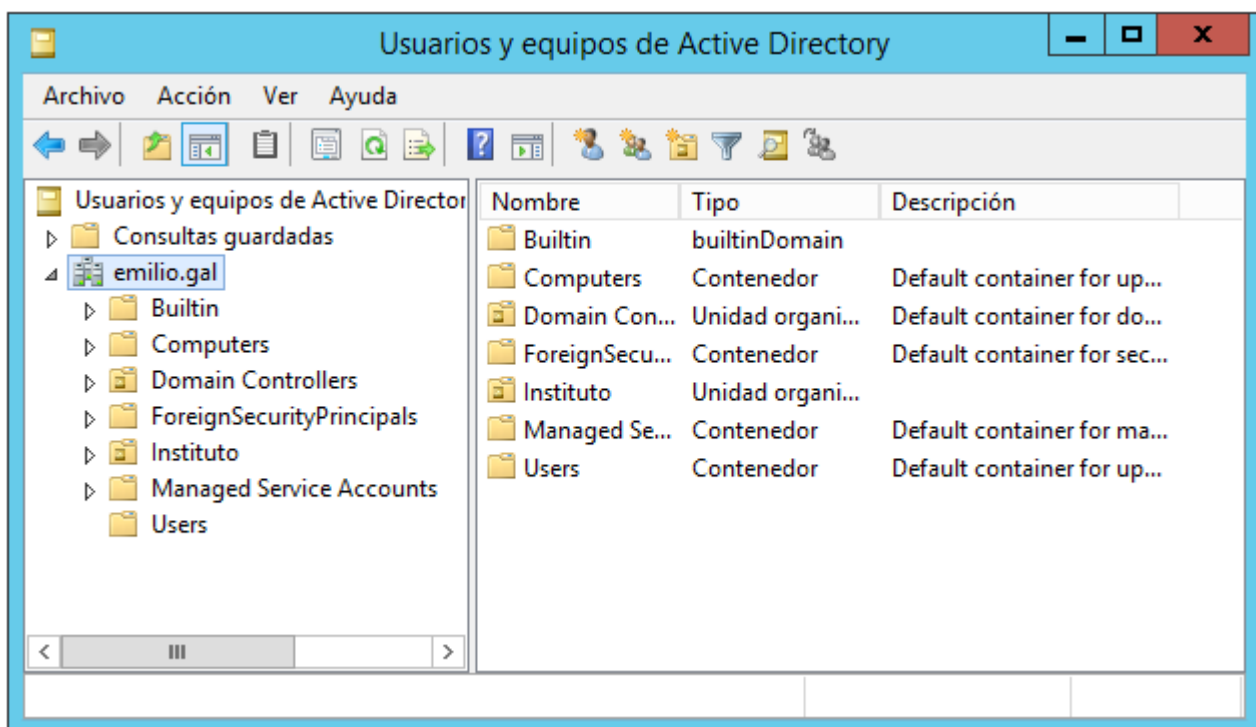 Usuarios y equipos de Active Directory
Archivo Acción Ver Ayuda
Usuarios y equipos de Active Director
Consultas guardadas
emilio.gal
Builtin
Computers
Domain Controllers
ForeignSecurityPrincipals
Instituto
Managed Service Accounts
Users
Nombre Tipo Descripción
Builtin builtinDomain
Computers Contenedor Default container for up...
Domain Con... Unidad organi... Default container for do...
ForeignSecu... Contenedor Default container for sec...
Instituto Unidad organi...
Managed Se... Contenedor Default container for ma...
Users Contenedor Default container for up...